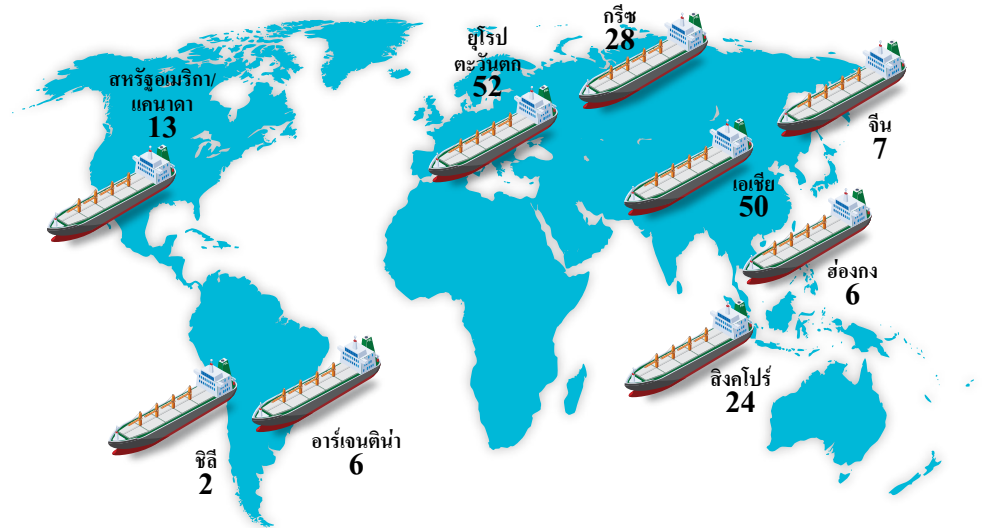 กรีซ
28
ยุโรป
ตะวันตก
52
สหรัฐอเมริกา/
แคนาดา
13
จีน
7
เอเชีย
50
ฮ่องกง
6
สิงคโปร์
24
อาร์เจนติน่า
6
ชิลี
2